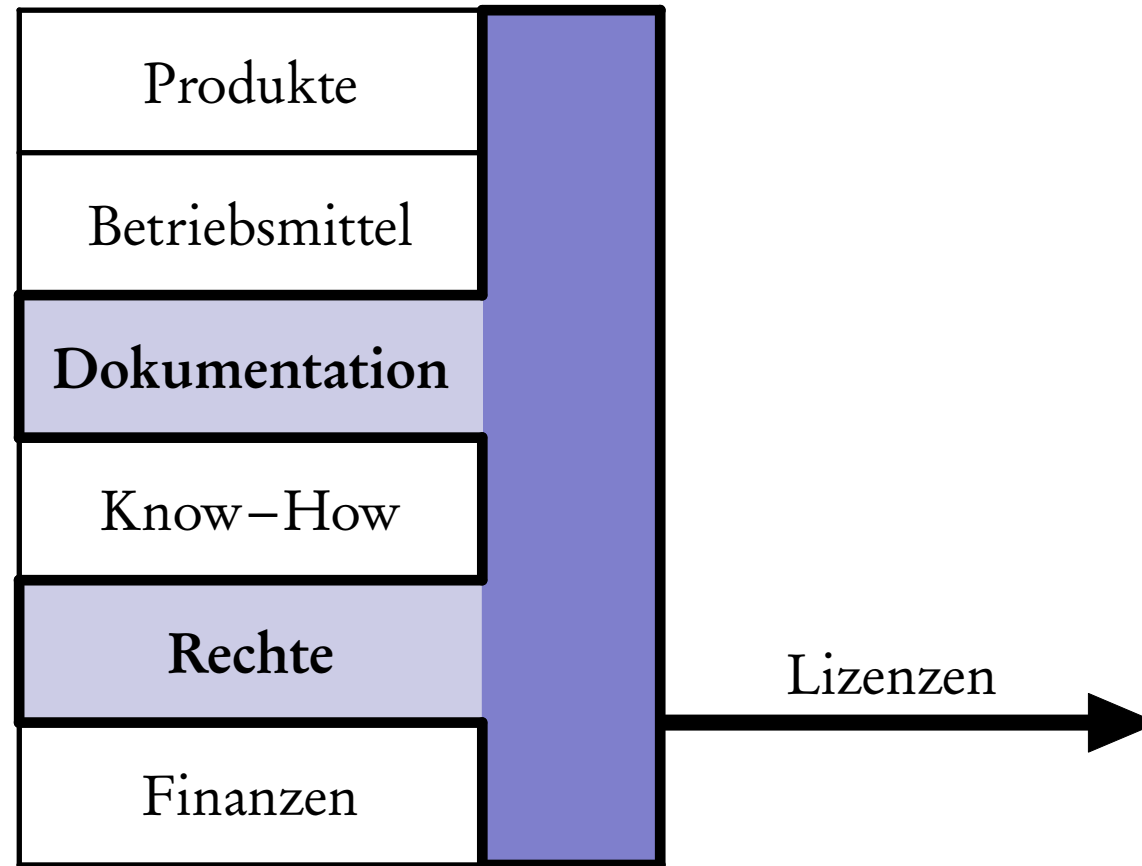 Produkte
Betriebsmittel
Dokumentation
Know–How
Rechte
Lizenzen
Finanzen